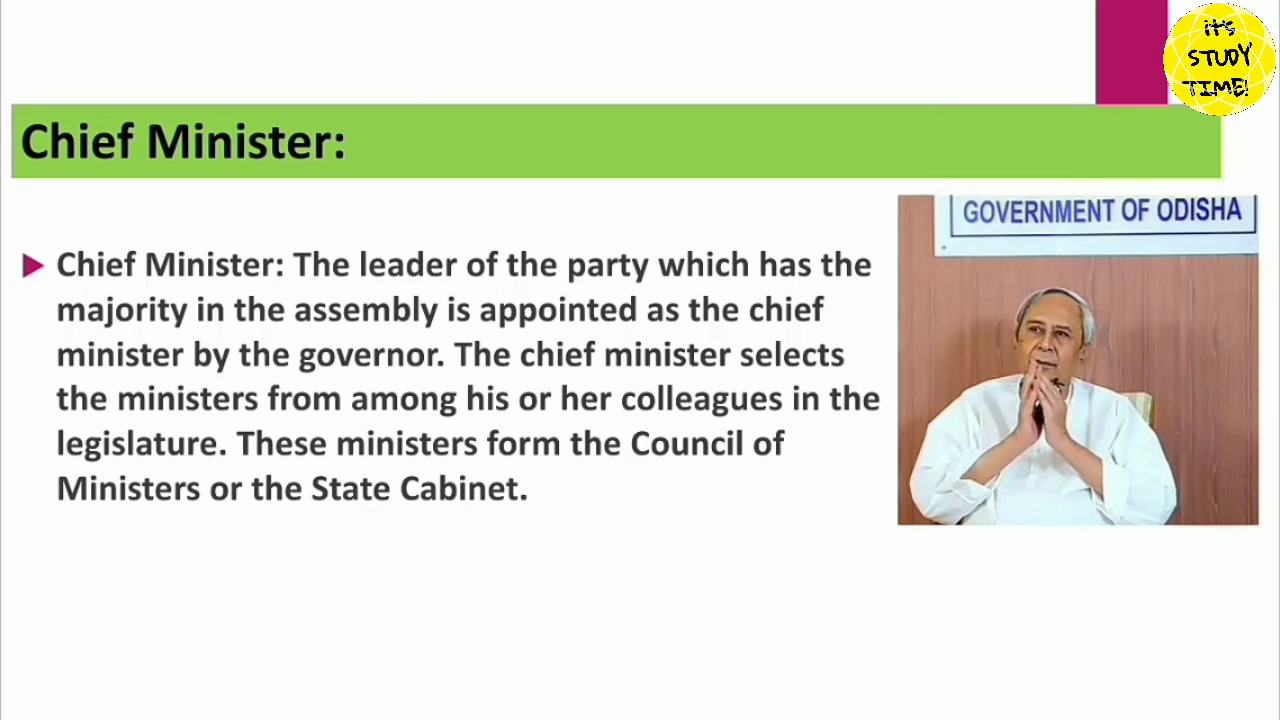 it's
STUDY
TIME!
Chief Minister:
GOVERNMENT OF ODISHA
Chief Minister: The leader of the party which has the
majority in the assembly is appointed as the chief
minister by the governor. The chief minister selects
the ministers from among his or her colleagues in the
legislature. These ministers form the Council of
Ministers or the State Cabinet.